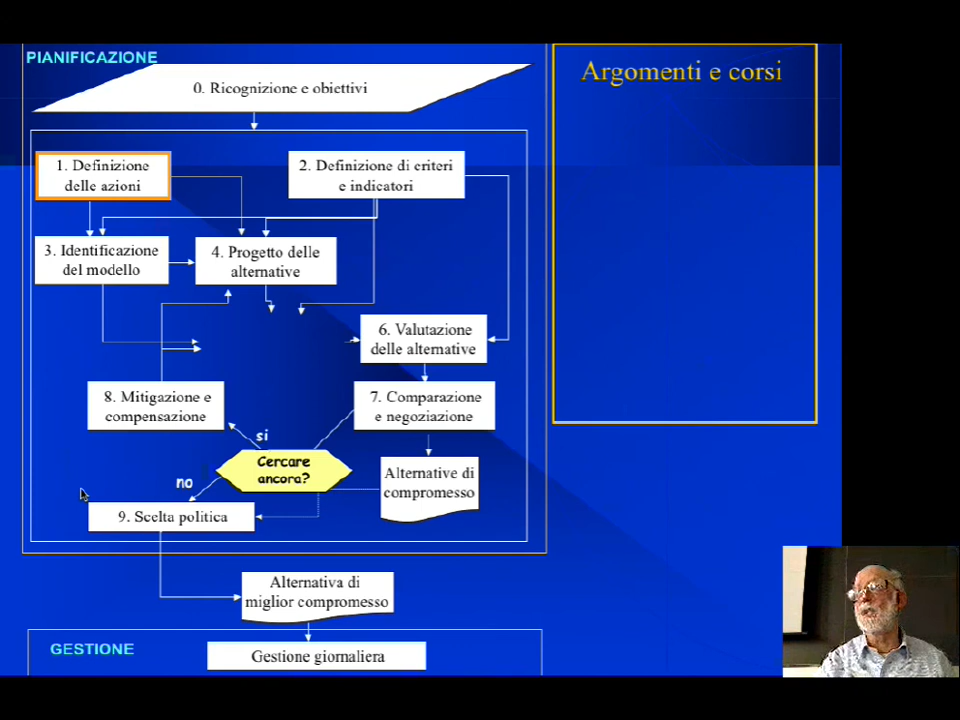 PIANIFICAZIONE
0. Ricognizione e obiettivi
Argomenti e corsi
1. Definizione
delle azioni
2. Definizione di criteri
e indicatori
3. Identificazione
del modello
4. Progetto delle
alternative
6. Valutazione
delle alternative
8. Mitigazione e
compensazione
7. Comparazione
e negoziazione
si
Cercare
ancora?
no
Alternative di
compromesso
9. Scelta politica
Alternativa di
miglior compromesso
GESTIONE
Gestione giornaliera